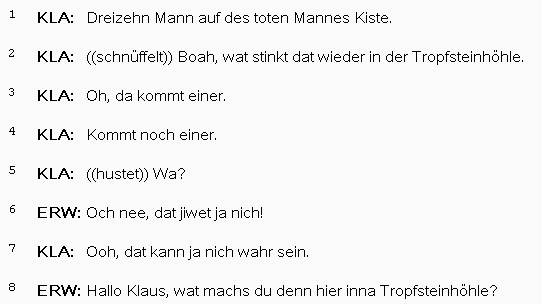 1 KLA: Dreizehn Mann auf des toten Mannes Kiste.
2 KLA: ((schnüffelt)) Boah, wat stinkt dat wieder in der Tropfsteinhöhle.
3 KLA: Oh, da kommt einer.
4 KLA: Kommt noch einer.
5 KLA: ((hustet)) Wa?
6 ERW: Och nee, dat jiwet ja nich!
7 KLA: Ooh, dat kann ja nich wahr sein.
8 ERW: Hallo Klaus, wat machs du denn hier inna Tropfsteinhöhle?